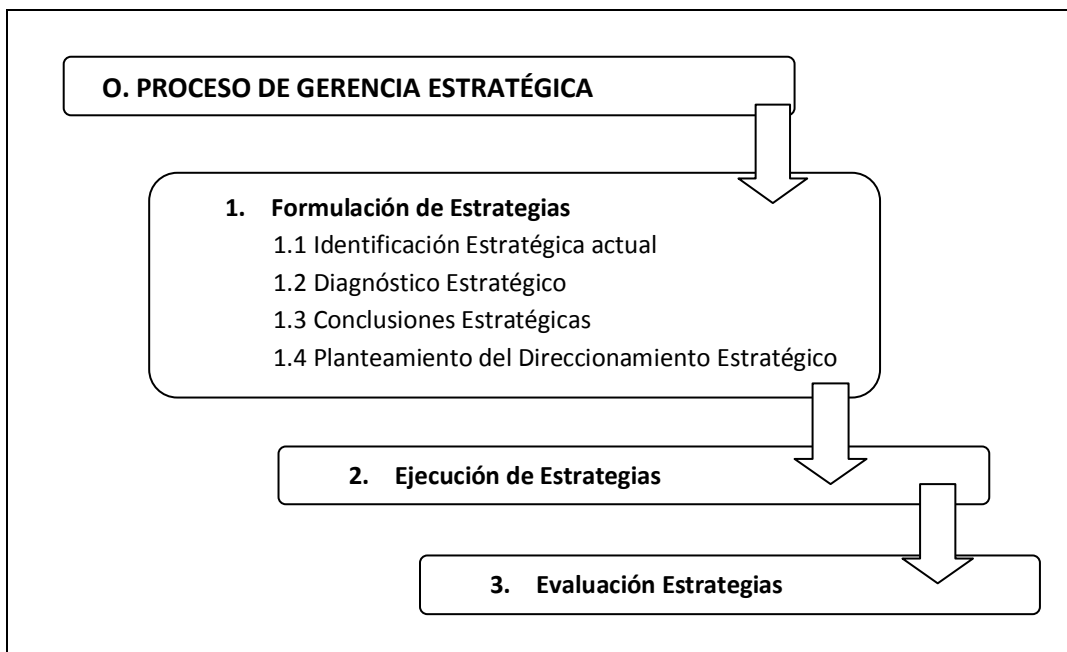 O. PROCESO DE GERENCIA ESTRATÉGICA
1. Formulación de Estrategias
1.1 Identificación Estratégica actual
1.2 Diagnóstico Estratégico
1.3 Conclusiones Estratégicas
1.4 Planteamiento del Direccionamiento Estratégico
2. Ejecución de Estrategias
3. Evaluación Estrategias